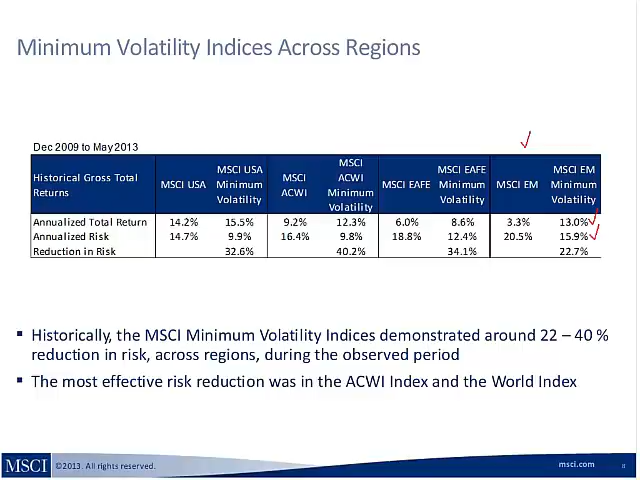 Minimum Volatility Indices Across Regions
Dec 2009 to May 2013
Historical Gross Total Returns MSCI USA MSCI USA Minimum Volatility MSCI ACWI MSCI ACWI Minimum Volatility MSCI EAFE MSCI EAFE Minimum Volatility MSCI EM MSCI EM Minimum Volatility
Annualized Total Return 14.2% 15.5% 9.2% 12.3% 6.0% 8.6% 3.3% 13.0%
Annualized Risk 14.7% 9.9% 16.4% 9.8% 18.8% 12.4% 20.5% 15.9%
Reduction in Risk 32.6% 40.2% 34.1% 22.7%
▪ Historically, the MSCI Minimum Volatility Indices demonstrated around 22 – 40 %
reduction in risk, across regions, during the observed period
▪ The most effective risk reduction was in the ACWI Index and the World Index
MSCI ©2013. All rights reserved. msci.com 8